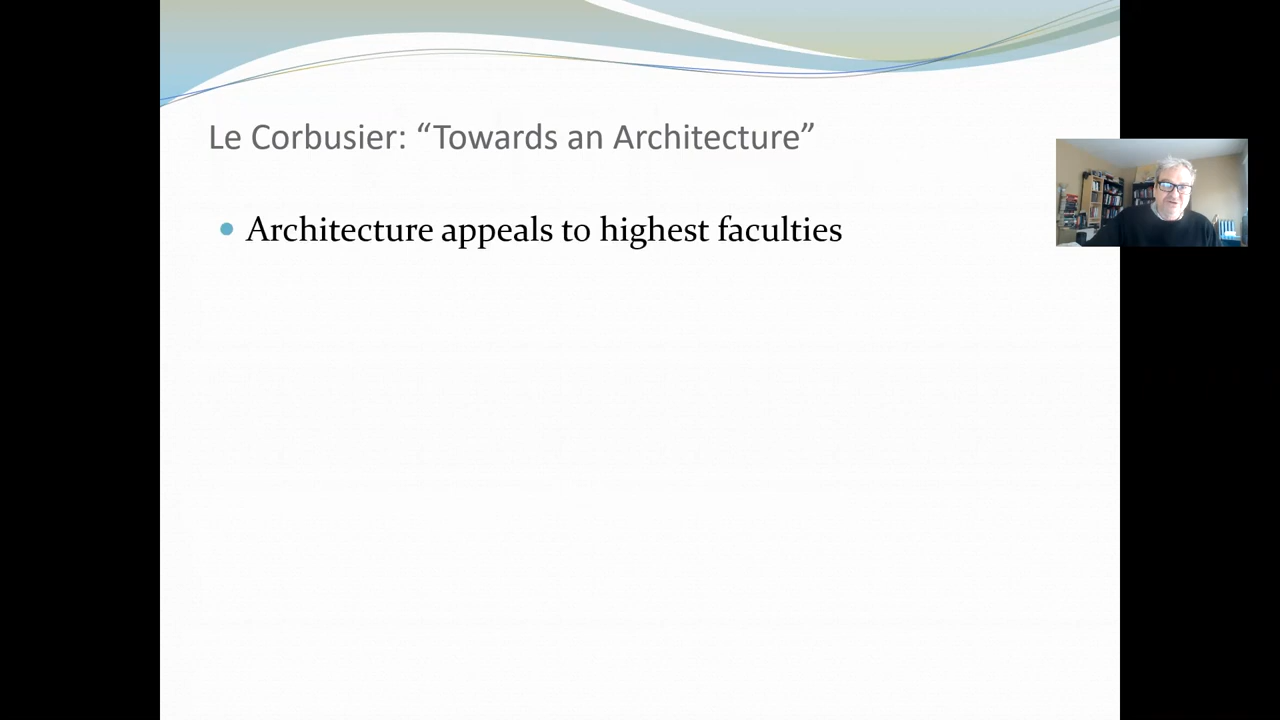 Le Corbusier: “Towards an Architecture”
Architecture appeals to highest faculties